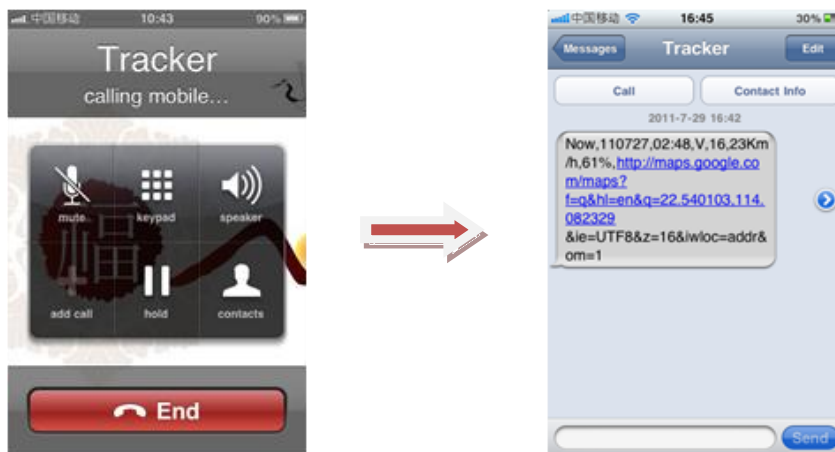 中国移动 10:43 90%
Tracker
calling mobile...
mute keypad speaker
福
add call hold contacts
End
中国移动 16:45 30%
Messages Tracker Edit
Call Contact Info
2011-7-29 16:42
Now,110727,02:48,V,16,23Km
/h,61%,http://maps.google.co
m/maps?
f=q&hl=en&q=22.540103,114.
082329
&ie=UTF8&z=16&iwloc=addr&
om=1
Send